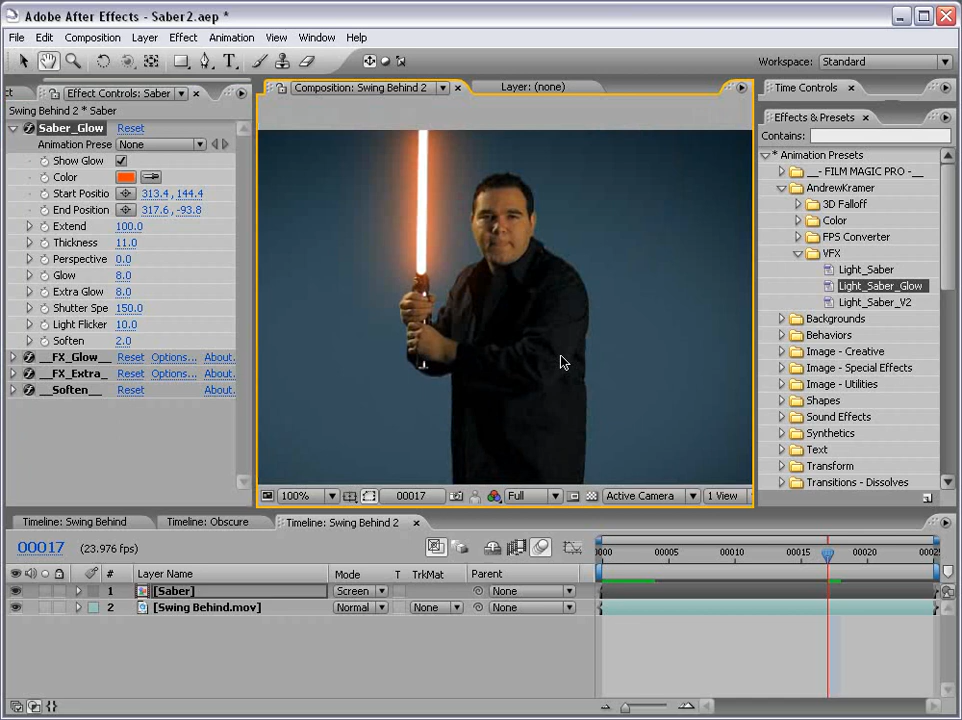 Adobe After Effects - Saber2.aep *
File Edit Composition Layer Effect Animation View Window Help
Workspace: Standard
ct Effect Controls: Saber
Swing Behind 2 * Saber
Saber_Glow Reset
Animation Prese None
Show Glow
Color
Start Positio 313.4, 144.4
End Position 317.6, -93.8
Extend 100.0
Thickness 11.0
Perspective 0.0
Glow 8.0
Extra Glow 8.0
Shutter Spe 150.0
Light Flicker 10.0
Soften 2.0
__FX_Glow__ Reset Options... About.
__FX_Extra_ Reset Options... About.
__Soften__ Reset About.
Composition: Swing Behind 2 Layer: (none)
100% 00017 Full Active Camera 1 View
Time Controls
Effects & Presets
Contains:
* Animation Presets
__- FILM MAGIC PRO -__
AndrewKramer
3D Falloff
Color
FPS Converter
VFX
Light_Saber
Light_Saber_Glow
Light_Saber_V2
Backgrounds
Behaviors
Image - Creative
Image - Special Effects
Image - Utilities
Shapes
Sound Effects
Synthetics
Text
Transform
Transitions - Dissolves
Timeline: Swing Behind Timeline: Obscure Timeline: Swing Behind 2
00017 (23.976 fps)
0000 00005 00010 00015 00020 0002
# Layer Name Mode T TrkMat Parent
1 [Saber] Screen None
2 [Swing Behind.mov] Normal None None